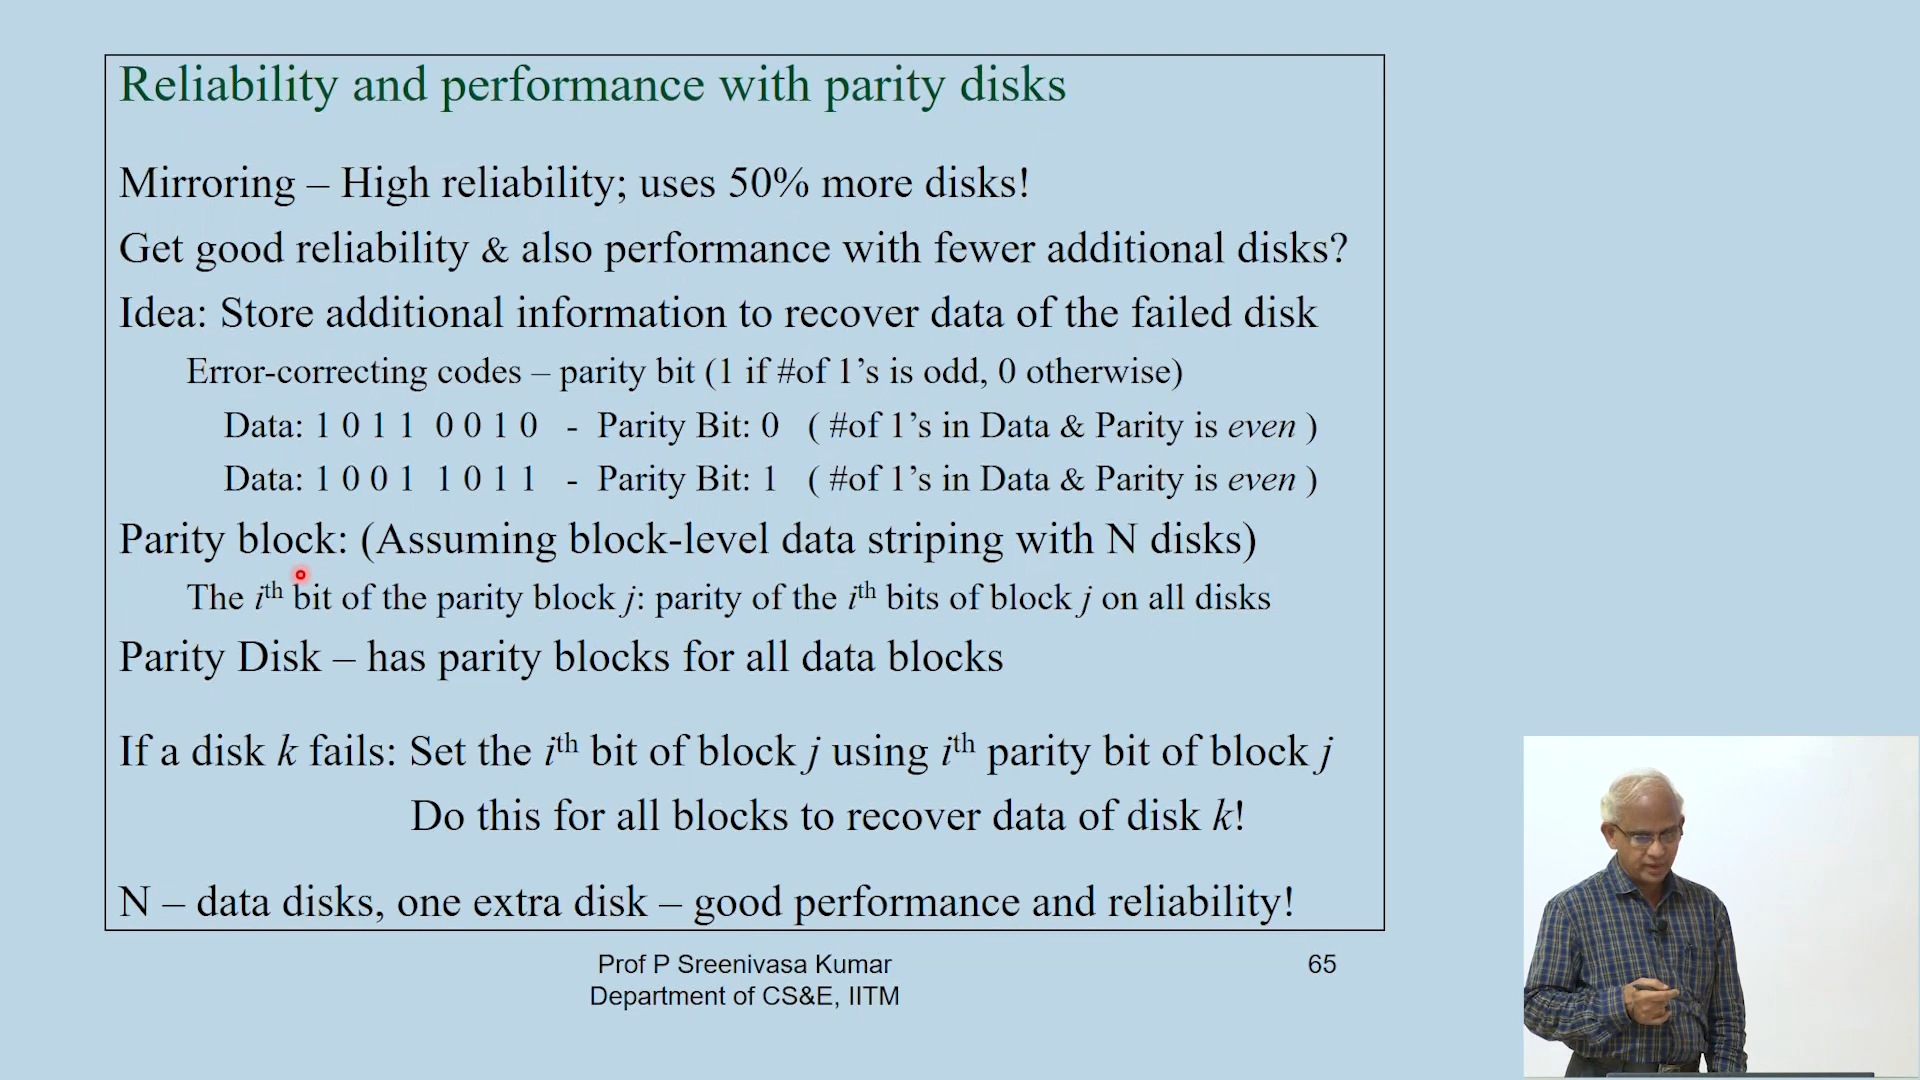 Reliability and performance with parity disks
Mirroring – High reliability; uses 50% more disks!
Get good reliability & also performance with fewer additional disks?
Idea: Store additional information to recover data of the failed disk
Error-correcting codes – parity bit (1 if #of 1’s is odd, 0 otherwise)
Data: 1 0 1 1 0 0 1 0 - Parity Bit: 0 ( #of 1’s in Data & Parity is even )
Data: 1 0 0 1 1 0 1 1 - Parity Bit: 1 ( #of 1’s in Data & Parity is even )
Parity block: (Assuming block-level data striping with N disks)
The ith bit of the parity block j: parity of the ith bits of block j on all disks
Parity Disk – has parity blocks for all data blocks
If a disk k fails: Set the ith bit of block j using ith parity bit of block j
Do this for all blocks to recover data of disk k!
N – data disks, one extra disk – good performance and reliability!
Prof P Sreenivasa Kumar
Department of CS&E, IITM
65